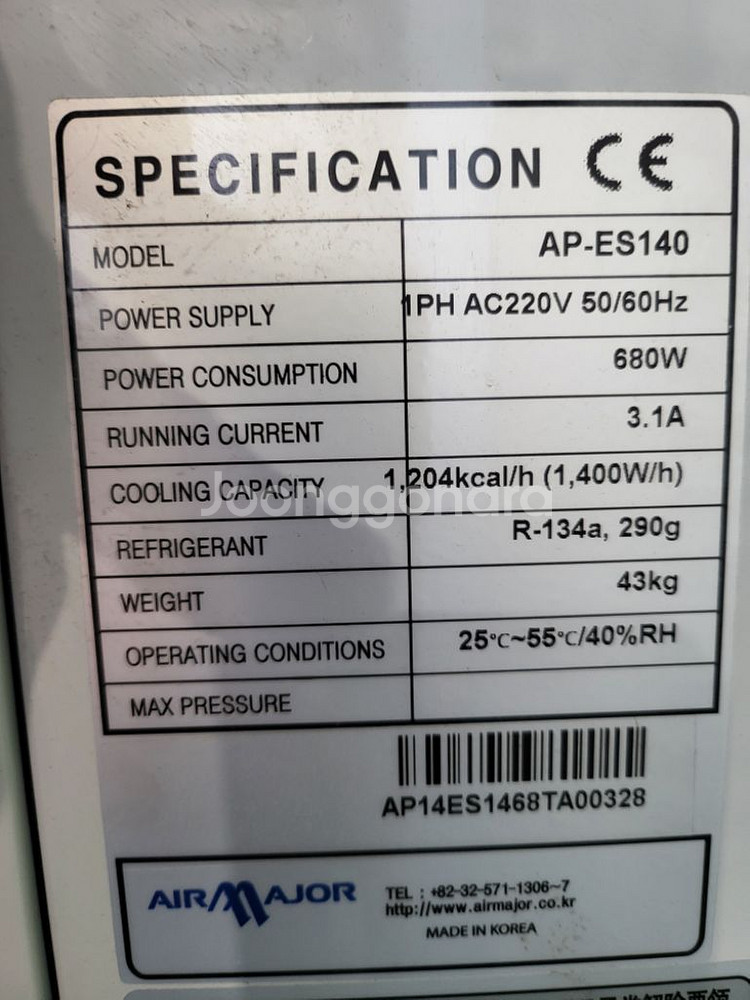 SPECIFICATION CE
MODEL AP-ES140
POWER SUPPLY 1PH AC220V 50/60Hz
POWER CONSUMPTION 680W
RUNNING CURRENT 3.1A
COOLING CAPACITY 1,204kcal/h (1,400W/h)
Joonggonara
REFRIGERANT R-134a, 290g
WEIGHT 43kg
OPERATING CONDITIONS 25℃~55℃/40%RH
MAX PRESSURE
AP14ES1468TA00328
AIRMAJOR TEL : +82-32-571-1306~7
http://www.airmajor.co.kr
MADE IN KOREA